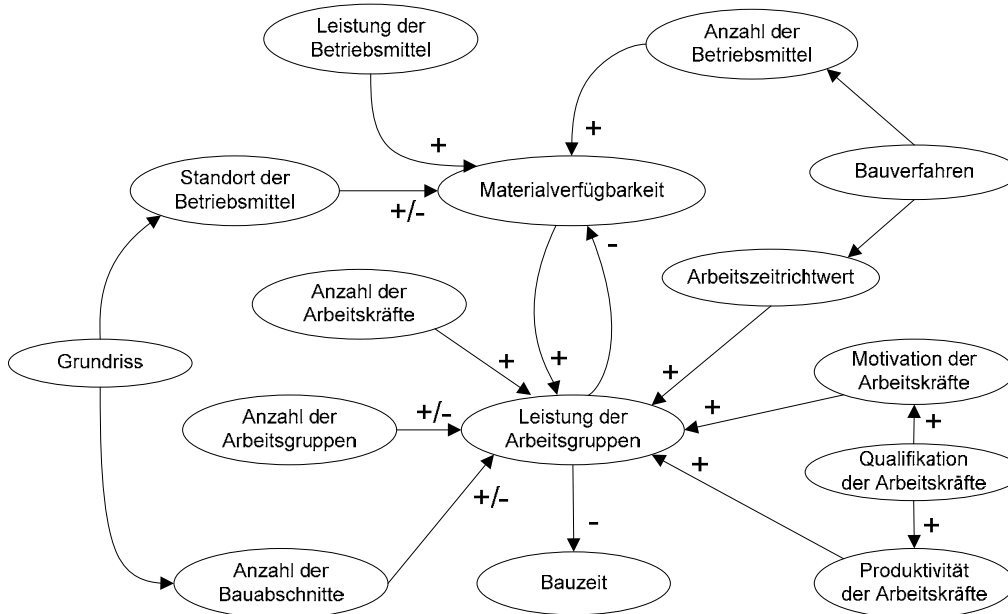 Leistung der
Betriebsmittel
Anzahl der
Betriebsmittel
+
+
Bauverfahren
Standort der
Betriebsmittel
+/-
Materialverfügbarkeit
-
Arbeitszeitrichtwert
Anzahl der
Arbeitskräfte
Grundriss
+
+
+
Motivation der
Arbeitskräfte
Anzahl der
Arbeitsgruppen
+/-
Leistung der
Arbeitsgruppen
+
+
Qualifikation
der Arbeitskräfte
+
+/-
-
+
Anzahl der
Bauabschnitte
Bauzeit
Produktivität
der Arbeitskräfte